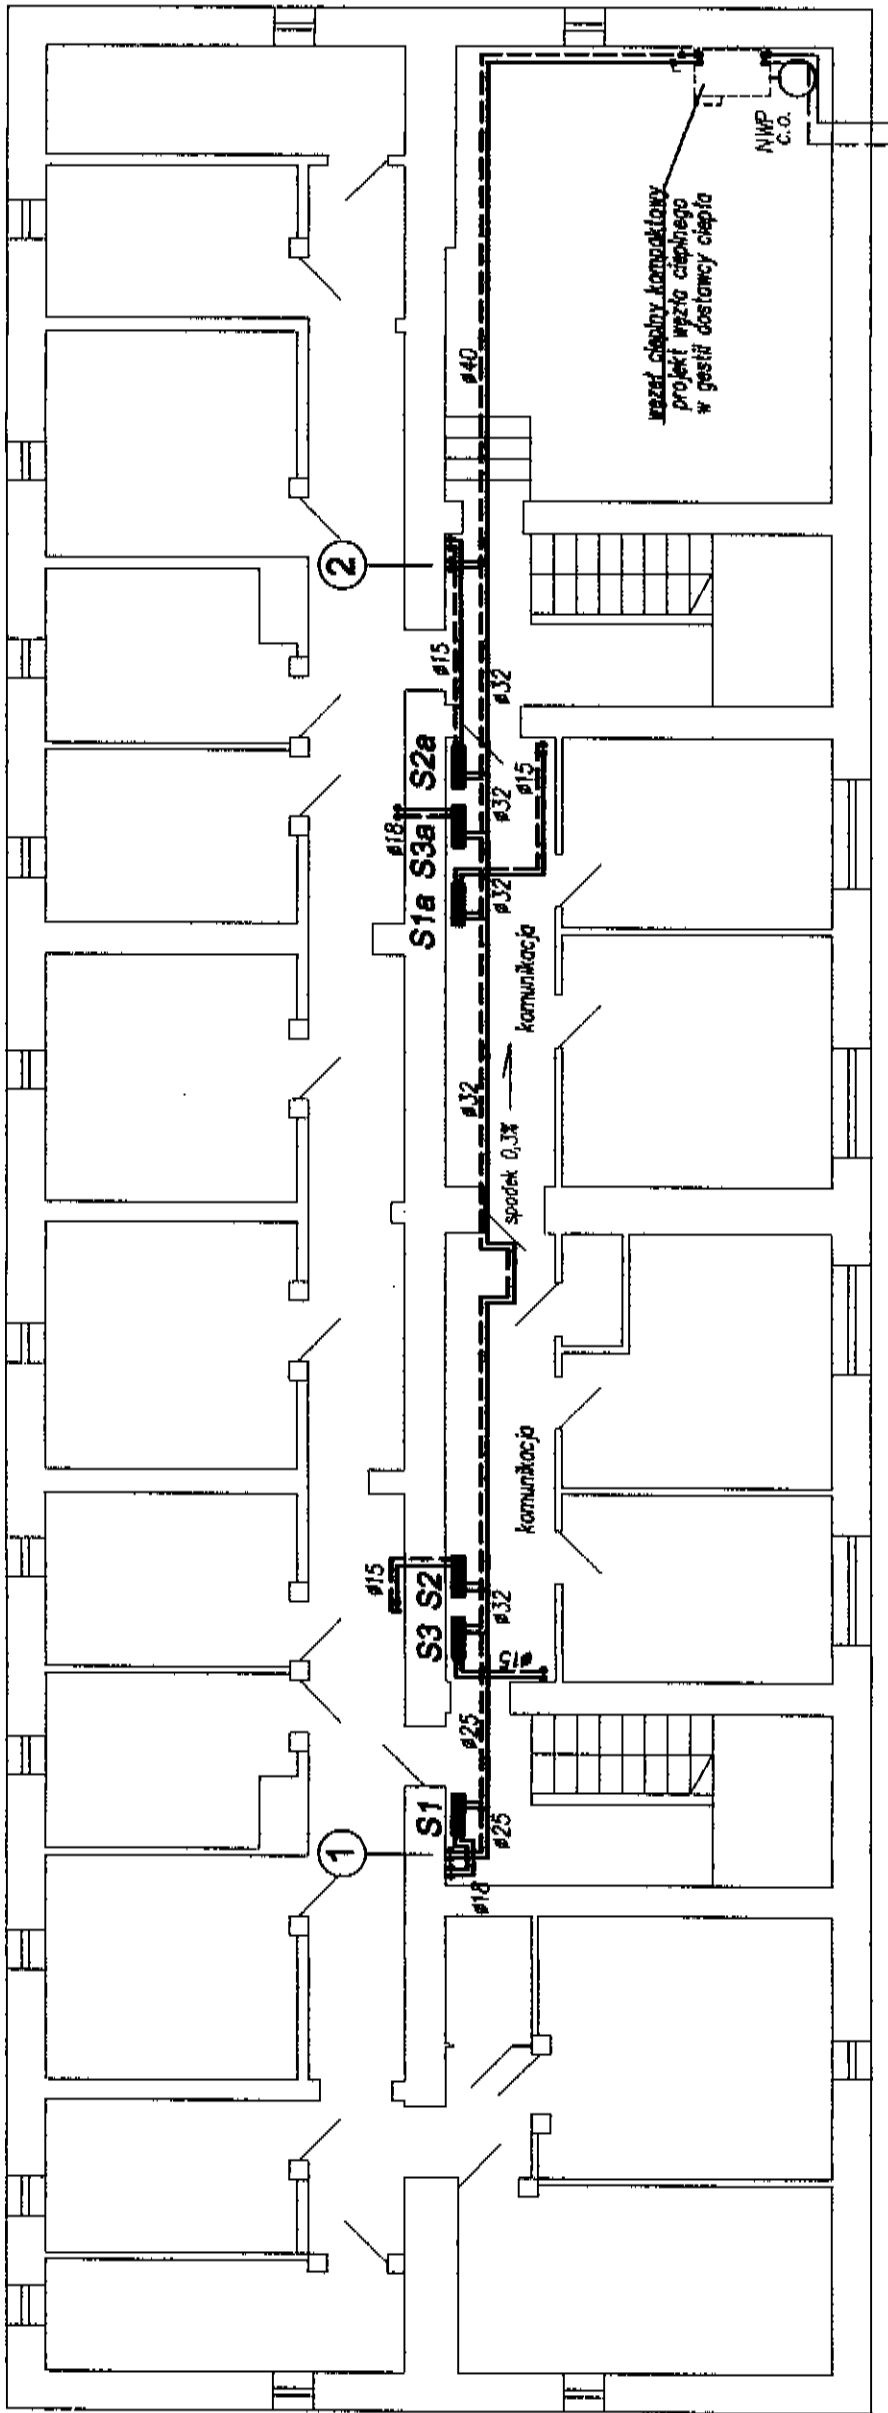 1
2
ø15
ø18
S1
S3 S2
S1a S3a S2a
ø15
ø25
ø32
ø40
ø18
ø25
ø32
ø32
ø32
ø32
spadek 0,3%
ø15
ø15
komunikacja
komunikacja
węzeł cieplny kompaktowy
projekt węzła cieplnego
w gestii dostawcy ciepła
NWP
c.o.